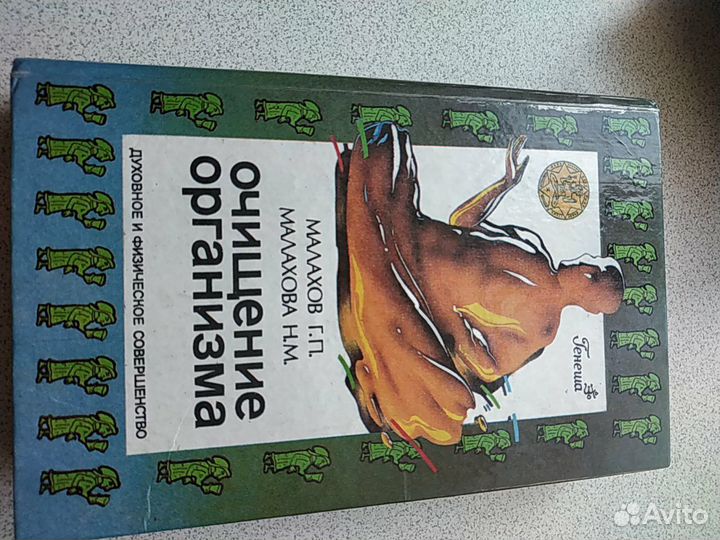 Генеша
МАЛАХОВ Г.П.
МАЛАХОВА Н.М.
очищение
организма
ДУХОВНОЕ И ФИЗИЧЕСКОЕ СОВЕРШЕНСТВО
Avito